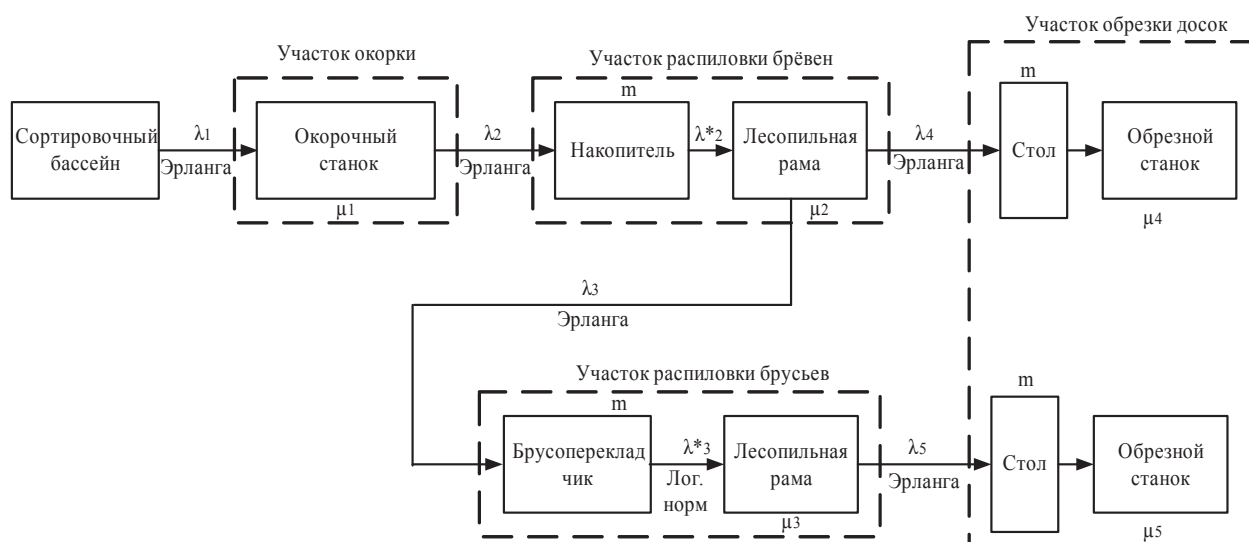 Участок обрезки досок
Участок окорки
Участок распиловки брёвен
m
m
Сортировочный
бассейн
λ1
Эрланга
Окорочный
станок
μ1
λ2
Эрланга
Накопитель
λ*2
Лесопильная
рама
μ2
λ4
Эрланга
Стол
Обрезной
станок
μ4
λ3
Эрланга
Участок распиловки брусьев
m
m
Брусоперекlад
чик
λ*3
Лог.
норм
Лесопильная
рама
μ3
λ5
Эрланга
Стол
Обрезной
станок
μ5